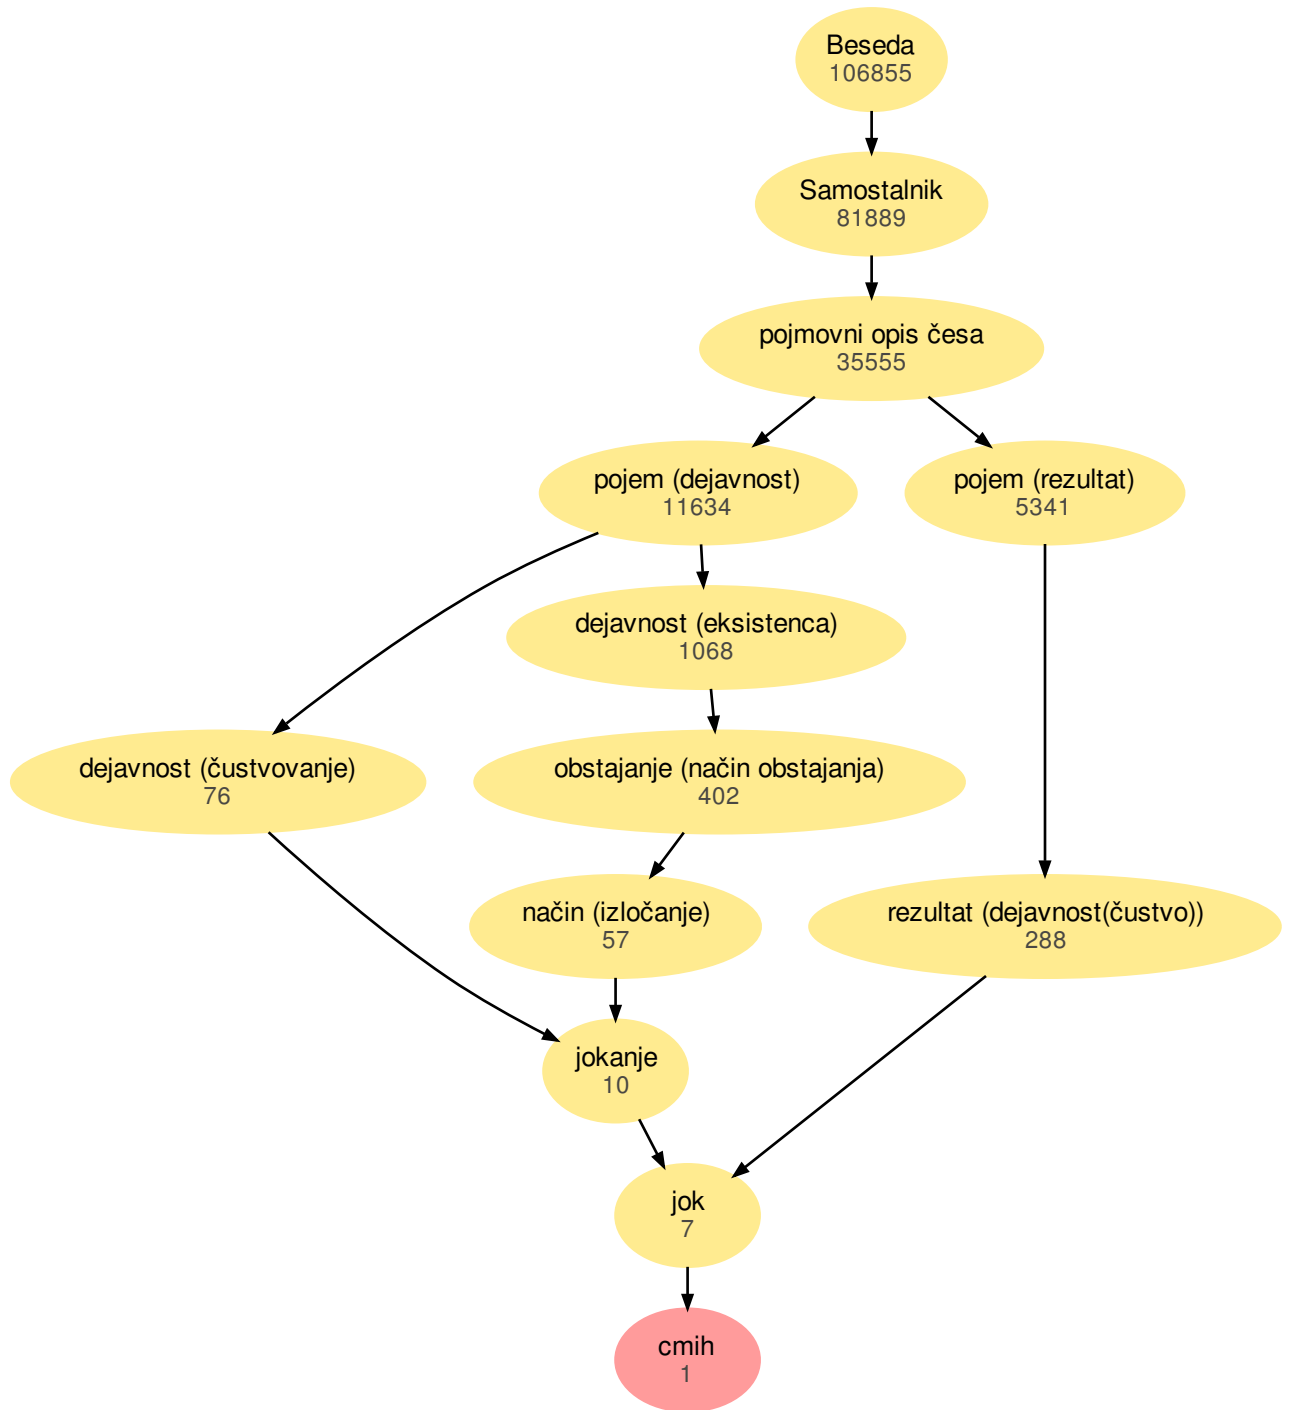 Beseda
106855
Samostalnik
81889
pojmovni opis česa
35555
pojem (dejavnost)
11634
pojem (rezultat)
5341
dejavnost (eksistenca)
1068
dejavnost (čustvovanje)
76
obstajanje (način obstajanja)
402
način (izločanje)
57
rezultat (dejavnost(čustvo))
288
jokanje
10
jok
7
cmih
1